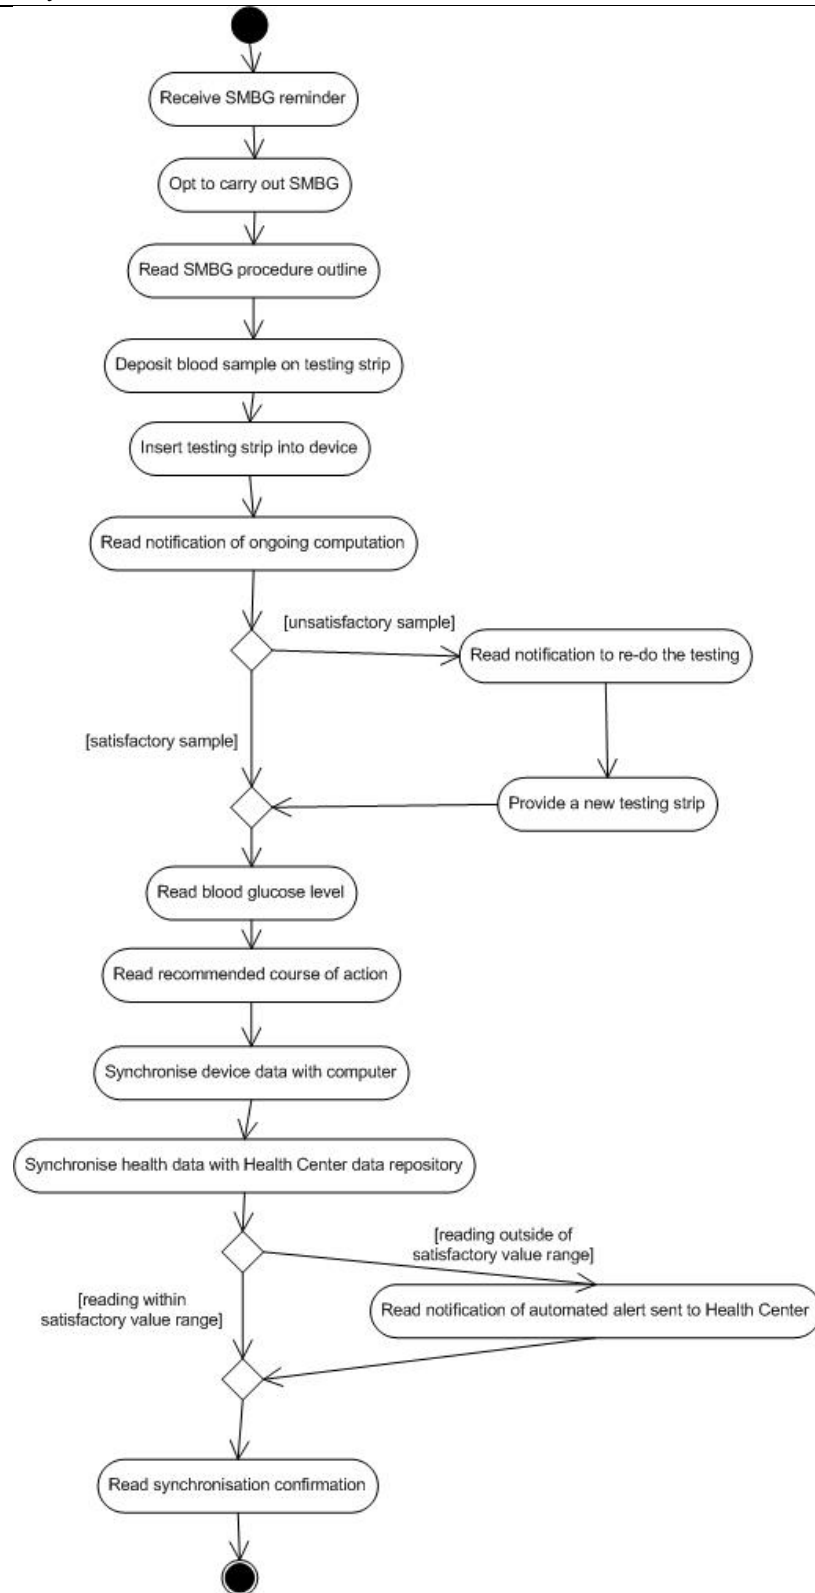 Receive SMBG reminder
Opt to carry out SMBG
Read SMBG procedure outline
Deposit blood sample on testing strip
Insert testing strip into device
Read notification of ongoing computation
[unsatisfactory sample]
Read notification to re-do the testing
[satisfactory sample]
Provide a new testing strip
Read blood glucose level
Read recommended course of action
Synchronise device data with computer
Synchronise health data with Health Center data repository
[reading outside of
satisfactory value range]
[reading within
satisfactory value range]
Read notification of automated alert sent to Health Center
Read synchronisation confirmation